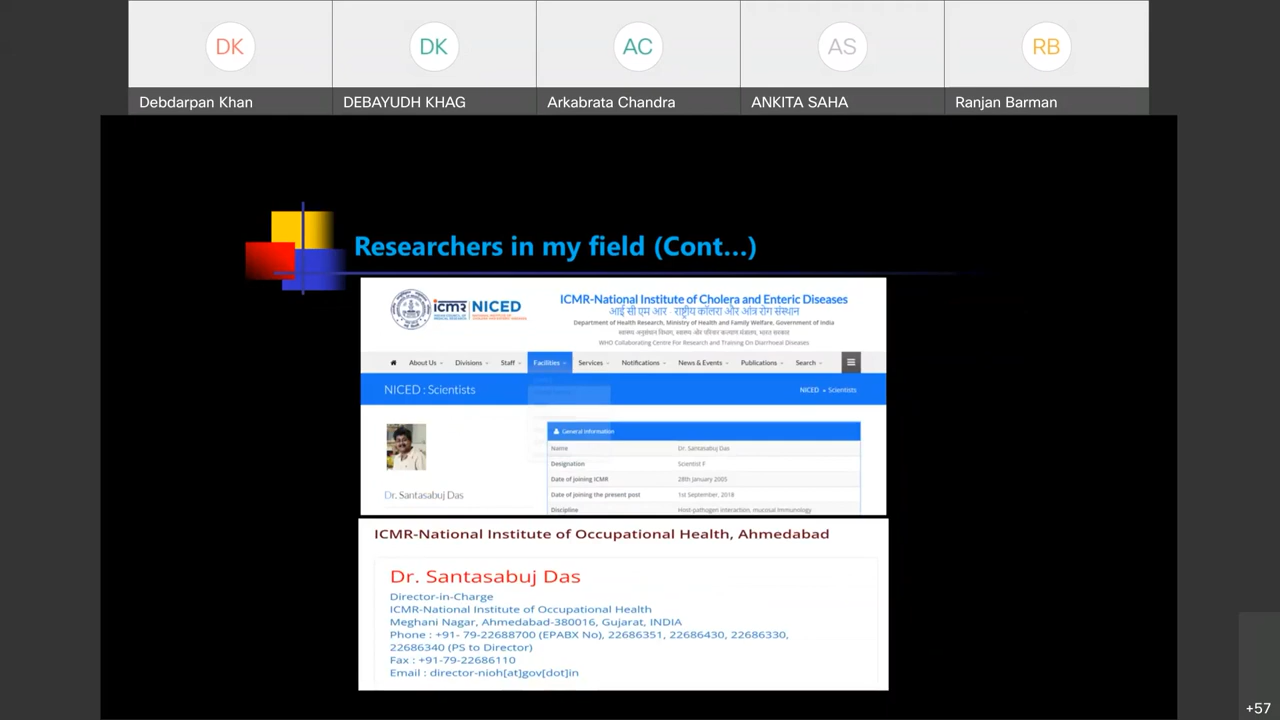 DK
DK
AC
AS
RB
Debdarpan Khan
DEBAYUDH KHAG
Arkabrata Chandra
ANKITA SAHA
Ranjan Barman
Researchers in my field (Cont...)
icmr NICED
ICMR-National Institute of Cholera and Enteric Diseases
आई सी एम आर - राष्ट्रीय कॉलरा और आंत्र रोग संस्थान
Department of Health Research, Ministry of Health and Family Welfare, Government of India
WHO Collaborating Centre For Research and Training On Diarrhoeal Diseases
About Us Divisions Staff Facilities Services Notifications News & Events Publications Search
NICED : Scientists
NICED » Scientists
General Information
Name Dr. Santasabuj Das
Designation Scientist F
Date of joining ICMR 28th January 2005
Date of joining the present post 1st September, 2018
Discipline Host-pathogen interaction, mucosal immunology
Dr. Santasabuj Das
ICMR-National Institute of Occupational Health, Ahmedabad
Dr. Santasabuj Das
Director-in-Charge
ICMR-National Institute of Occupational Health
Meghani Nagar, Ahmedabad-380016, Gujarat, INDIA
Phone : +91- 79-22688700 (EPABX No), 22686351, 22686430, 22686330,
22686340 (PS to Director)
Fax : +91-79-22686110
Email : director-nioh[at]gov[dot]in
+57